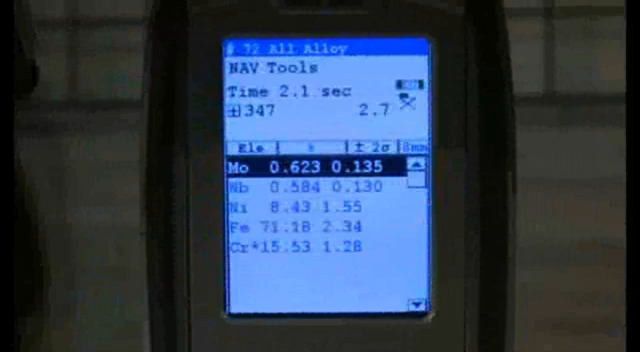 # 72 All Alloy
NAV Tools
Time 2.1 sec
347 2.7
Ele % ± 2σ
Mo 0.623 0.135
Nb 0.584 0.130
Ni 8.43 1.55
Fe 71.18 2.34
Cr*15.53 1.28